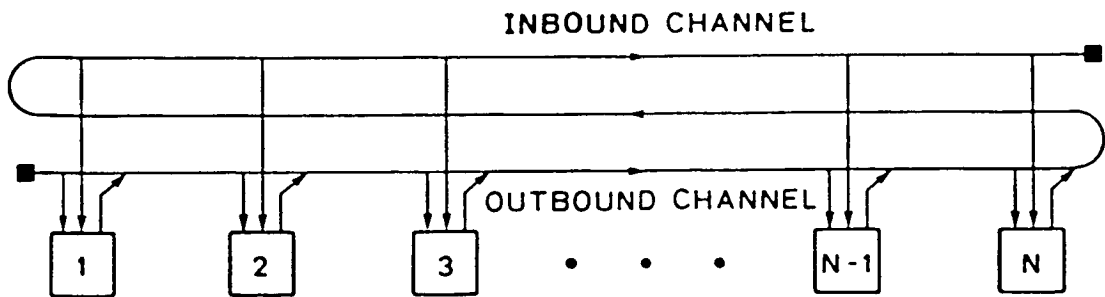 INBOUND CHANNEL
OUTBOUND CHANNEL
1 2 3 • • • N-1 N